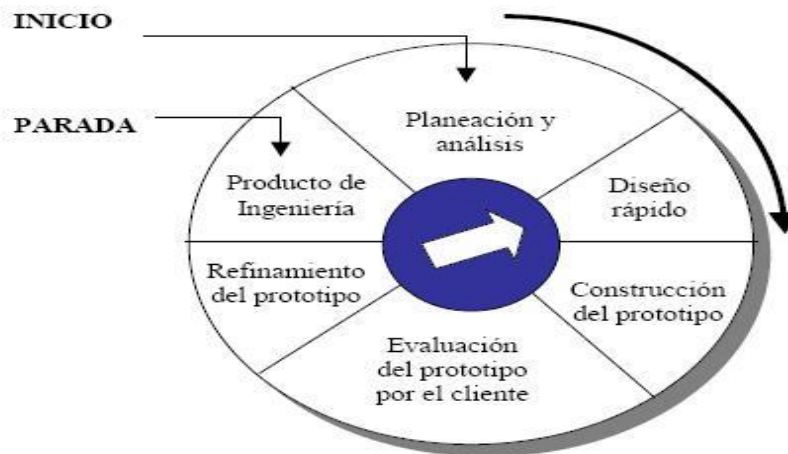 INICIO
PARADA
Planeación y
análisis
Diseño
rápido
Construcción
del prototipo
Evaluación
del prototipo
por el cliente
Refinamiento
del prototipo
Producto de
Ingeniería